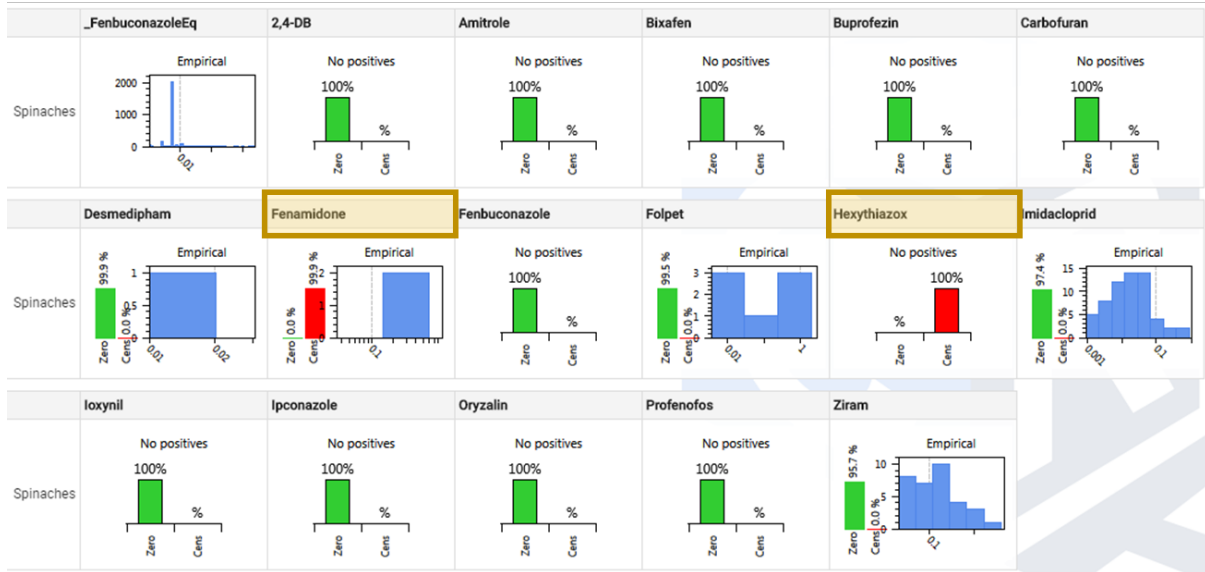 _FenbuconazoleEq 2,4-DB Amitrole Bixafen Buprofezin Carbofuran
Spinaches
Empirical
2000
1000
0
0.01
No positives
100%
%
Zero Cens
No positives
100%
%
Zero Cens
No positives
100%
%
Zero Cens
No positives
100%
%
Zero Cens
No positives
100%
%
Zero Cens
Desmedipham Fenamidone Fenbuconazole Folpet Hexythiazox Imidacloprid
Spinaches
99.9 %
0.0 %
Zero Cens
Empirical
1
0.5
0
0.01 0.02
0.0 %
99.9 %
Zero Cens
Empirical
2
1
0
0.1
No positives
100%
%
Zero Cens
99.5 %
0.0 %
Zero Cens
Empirical
3
2
1
0
0.01 1
No positives
%
100%
Zero Cens
97.4 %
0.0 %
Zero Cens
Empirical
15
10
5
0
0.001 0.1
Ioxynil Ipconazole Oryzalin Profenofos Ziram
Spinaches
No positives
100%
%
Zero Cens
No positives
100%
%
Zero Cens
No positives
100%
%
Zero Cens
No positives
100%
%
Zero Cens
95.7 %
0.0 %
Zero Cens
Empirical
10
5
0
0.1